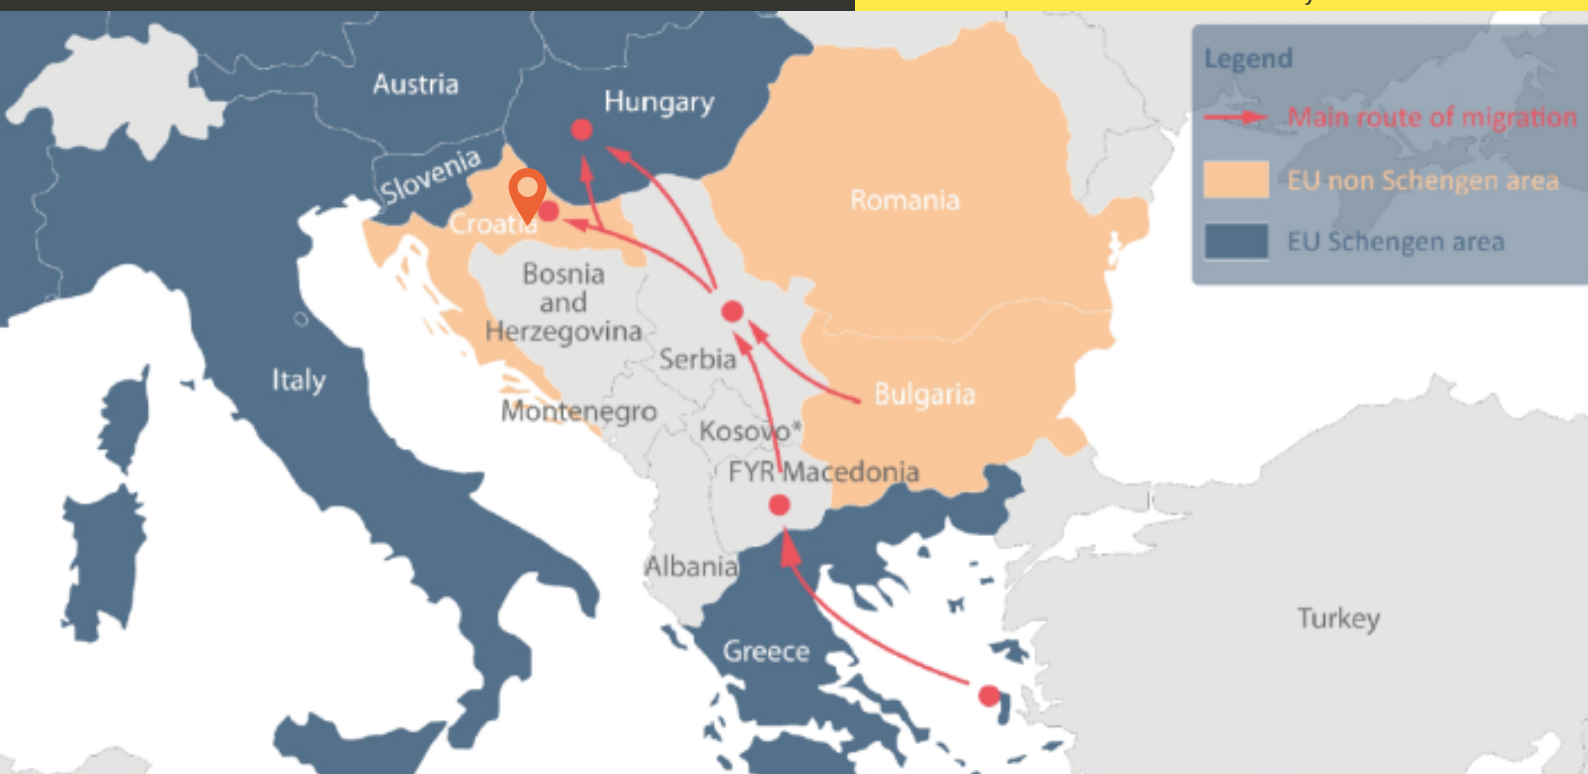 Legend
Main route of migration
EU non Schengen area
EU Schengen area
Austria
Hungary
Slovenia
Croatia
Romania
Bosnia
and
Herzegovina
Serbia
Italy
Montenegro
Bulgaria
Kosovo*
FYR Macedonia
Albania
Greece
Turkey